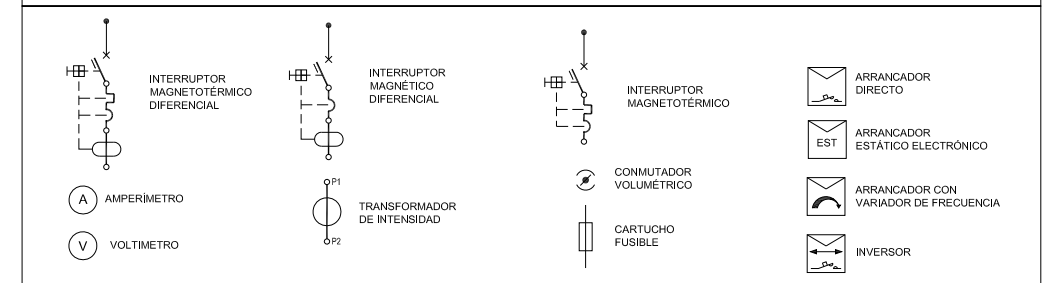 INTERRUPTOR
MAGNETOTÉRMICO
DIFERENCIAL
INTERRUPTOR
MAGNÉTICO
DIFERENCIAL
INTERRUPTOR
MAGNETOTÉRMICO
ARRANCADOR
DIRECTO
EST
ARRANCADOR
ESTÁTICO ELECTRÓNICO
A
AMPERÍMETRO
P1
P2
TRANSFORMADOR
DE INTENSIDAD
CONMUTADOR
VOLUMÉTRICO
ARRANCADOR CON
VARIADOR DE FRECUENCIA
V
VOLTIMETRO
CARTUCHO
FUSIBLE
INVERSOR